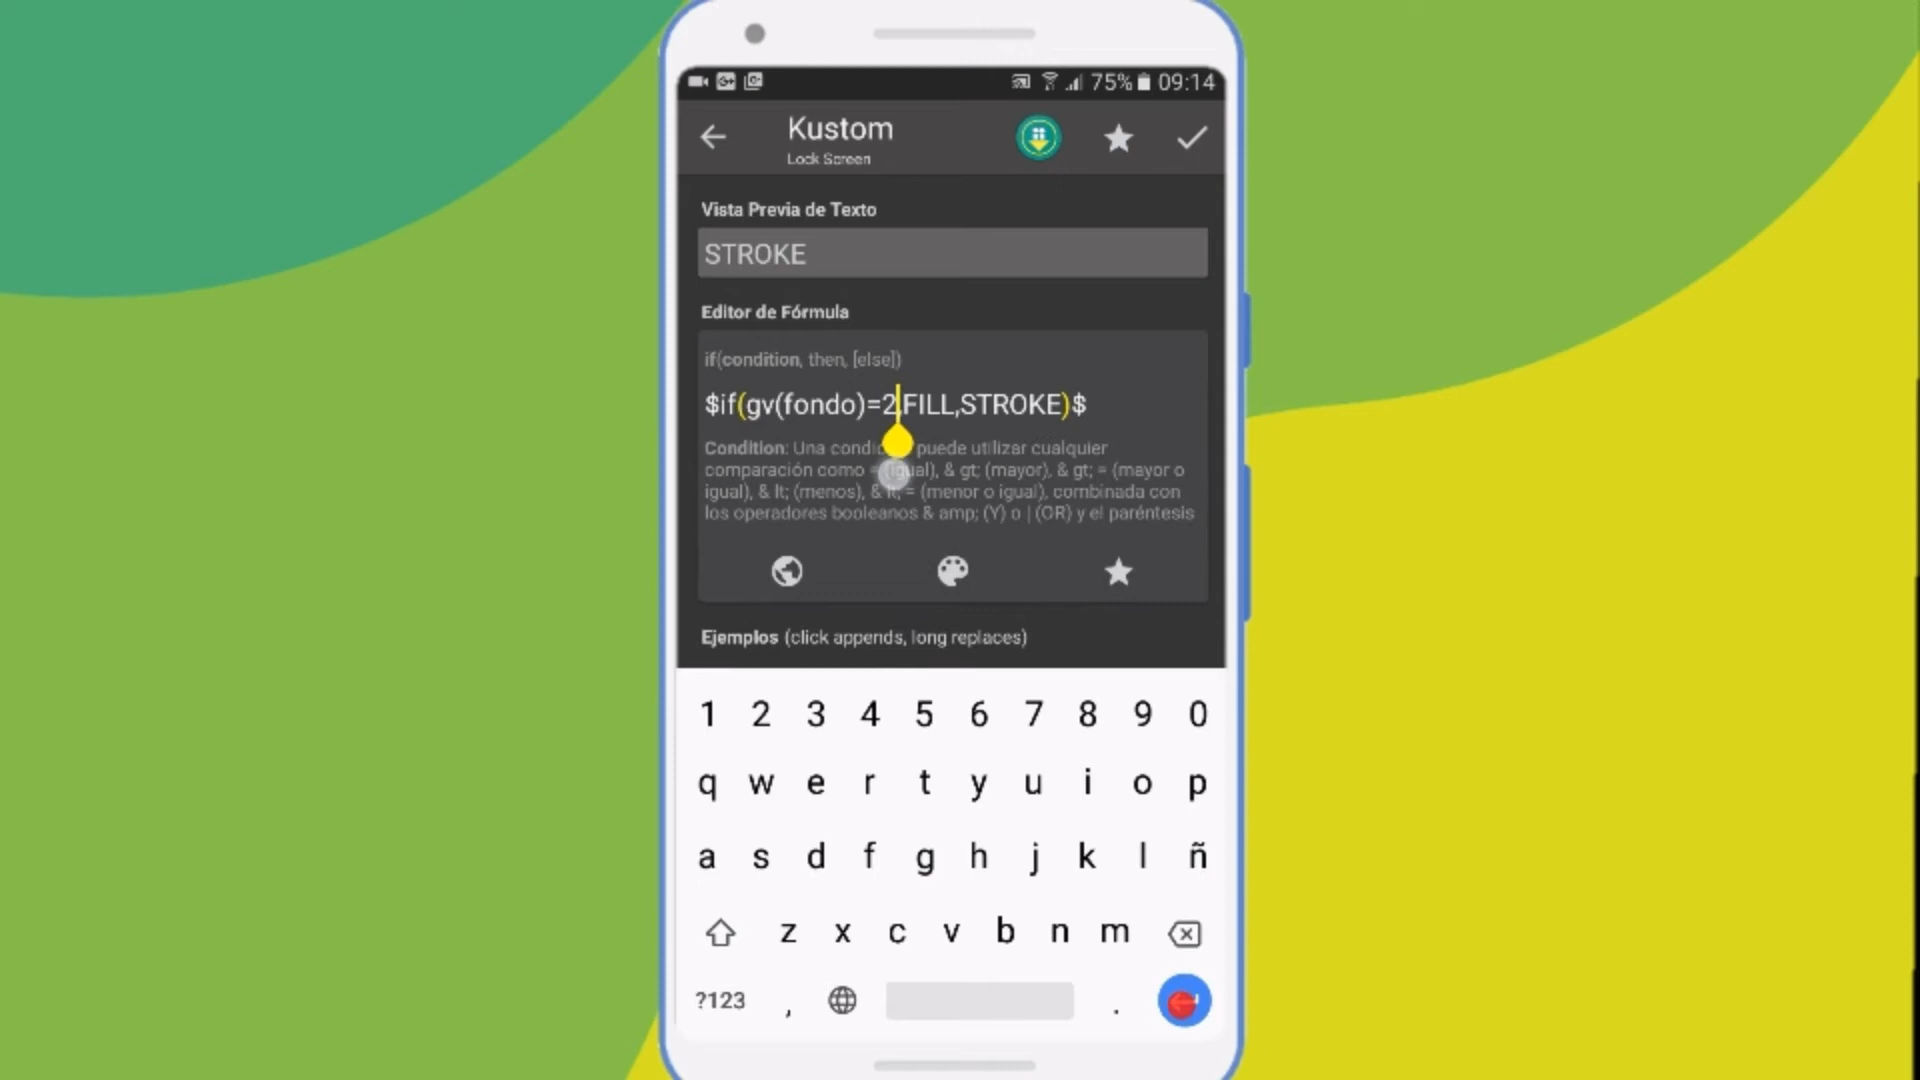 75% 09:14
Kustom
Lock Screen
Vista Previa de Texto
STROKE
Editor de Fórmula
if(condition, then, [else])
$if(gv(fondo)=2,FILL,STROKE)$
Condition: Una condic puede utilizar cualquier
comparación como = (igual), & gt; (mayor), & gt; = (mayor o
igual), & lt; (menos), & lt; = (menor o igual), combinada con
los operadores booleanos & amp; (Y) o | (OR) y el paréntesis
Ejemplos (click appends, long replaces)
1 2 3 4 5 6 7 8 9 0
q w e r t y u i o p
a s d f g h j k l ñ
z x c v b n m
?123 , .